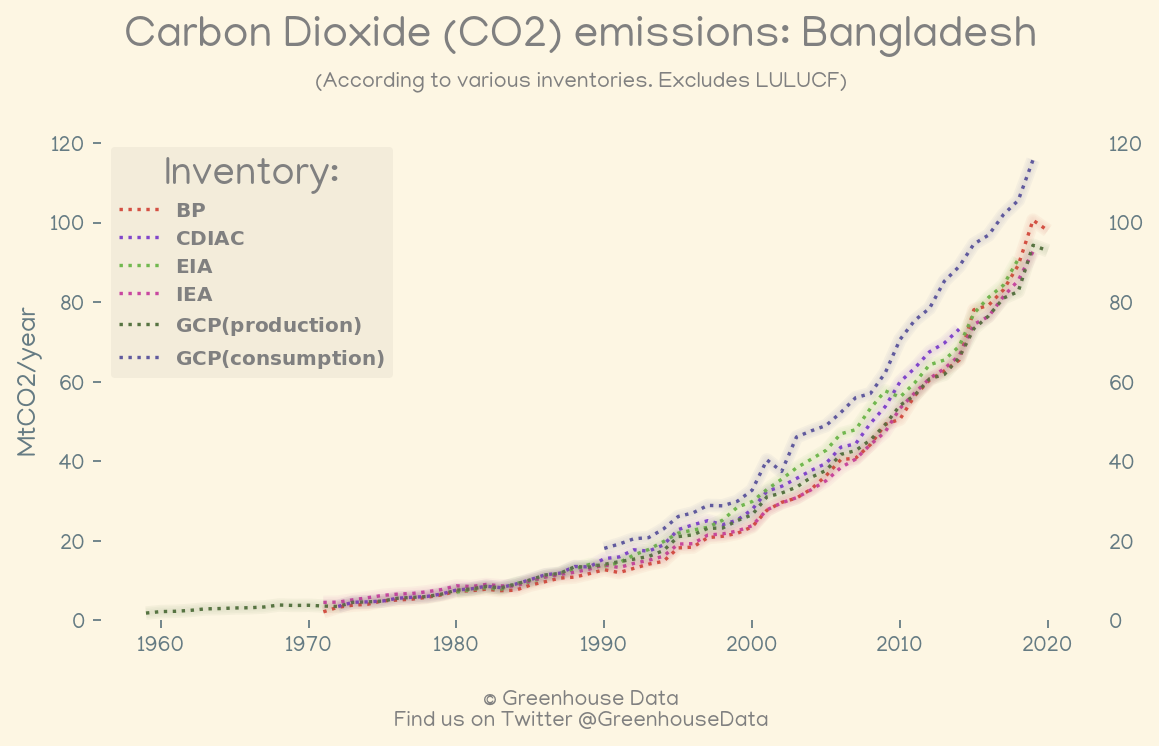 Carbon Dioxide (CO2) emissions: Bangladesh
(According to various inventories. Excludes LULUCF)
MtCO2/year
120
100
80
60
40
20
0
Inventory:
BP
CDIAC
EIA
IEA
GCP(production)
GCP(consumption)
120
100
80
60
40
20
0
1960 1970 1980 1990 2000 2010 2020
© Greenhouse Data
Find us on Twitter @GreenhouseData